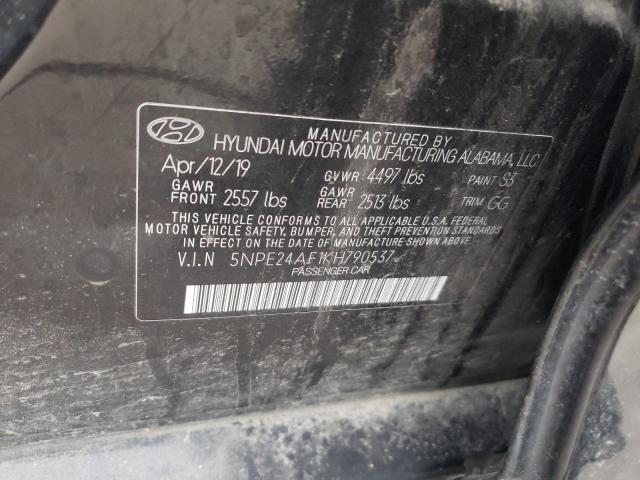 MANUFACTURED BY
HYUNDAI MOTOR MANUFACTURING ALABAMA, LLC
Apr/12/19 GVWR 4497 lbs PAINT S3
GAWR FRONT 2557 lbs GAWR REAR 2513 lbs TRIM GG
THIS VEHICLE CONFORMS TO ALL APPLICABLE U.S.A FEDERAL
MOTOR VEHICLE SAFETY, BUMPER, AND THEFT PREVENTION STANDARDS
IN EFFECT ON THE DATE OF MANUFACTURE SHOWN ABOVE.
V.I.N 5NPE24AF1KH790537
PASSENGER CAR